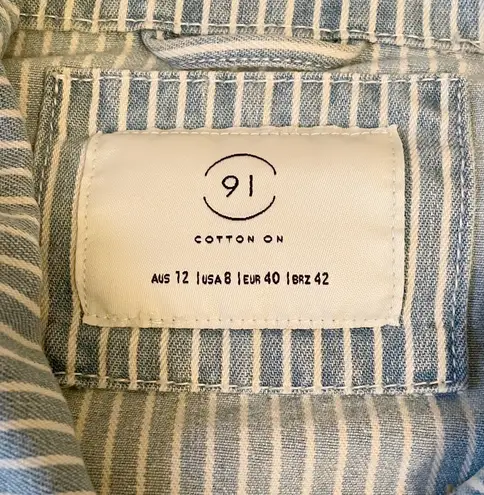 91
COTTON ON
AUS 12 | USA 8 | EUR 40 | BRZ 42